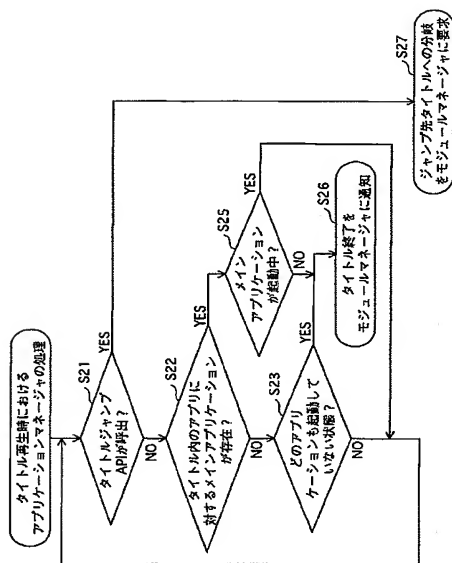 タイトル再生時における
アプリケーションマネージャの処理
S21
タイトルジャンプ
APIが呼出?
YES
NO
S22
タイトル内のアプリに
対するメインアプリケーション
が存在?
YES
NO
S25
メイン
アプリケーション
が起動中?
YES
NO
S23
どのアプリ
ケーションも起動して
いない状態?
YES
NO
S26
タイトル終了を
モジュールマネージャに通知
S27
ジャンプ先タイトルへの分岐
をモジュールマネージャに要求